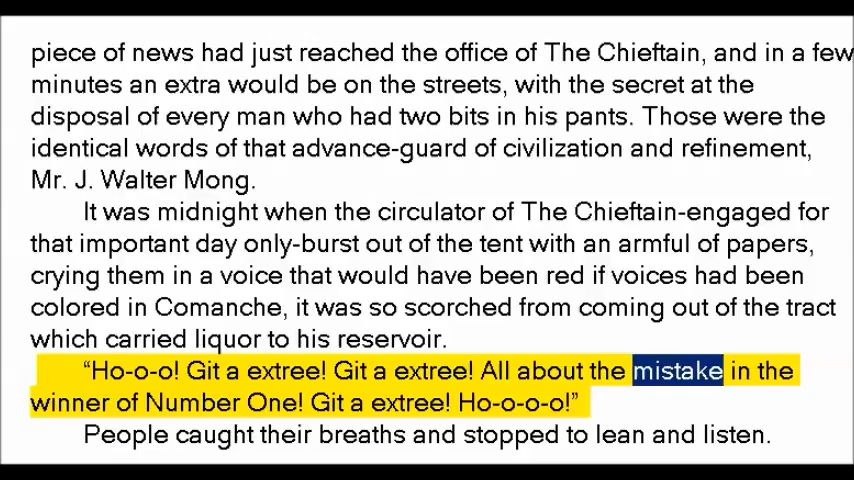 piece of news had just reached the office of The Chieftain, and in a few
minutes an extra would be on the streets, with the secret at the
disposal of every man who had two bits in his pants. Those were the
identical words of that advance-guard of civilization and refinement,
Mr. J. Walter Mong.
It was midnight when the circulator of The Chieftain-engaged for
that important day only-burst out of the tent with an armful of papers,
crying them in a voice that would have been red if voices had been
colored in Comanche, it was so scorched from coming out of the tract
which carried liquor to his reservoir.
“Ho-o-o! Git a extree! Git a extree! All about the mistake in the
winner of Number One! Git a extree! Ho-o-o-o!”
People caught their breaths and stopped to lean and listen.